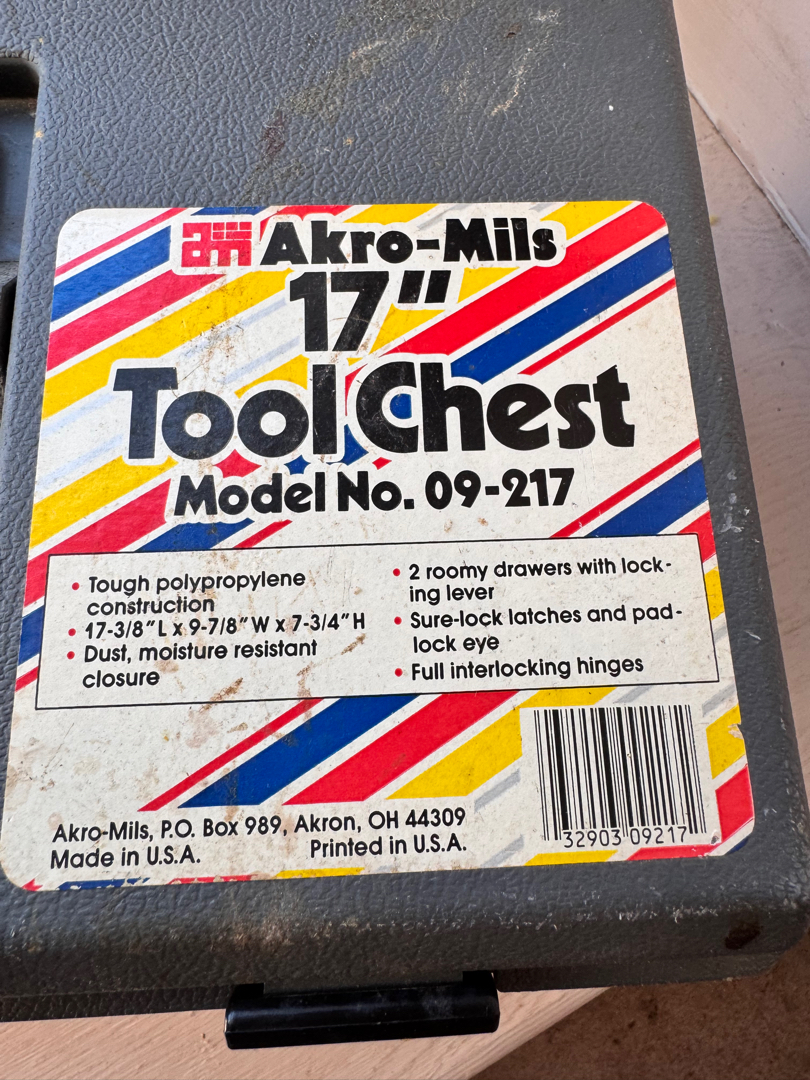 am Akro-Mils
17"
Tool Chest
Model No. 09-217
• Tough polypropylene
construction
• 17-3/8"L x 9-7/8"W x 7-3/4"H
• Dust, moisture resistant
closure
• 2 roomy drawers with lock-
ing lever
• Sure-lock latches and pad-
lock eye
• Full interlocking hinges
Akro-Mils, P.O. Box 989, Akron, OH 44309
Made in U.S.A. Printed in U.S.A.
32903 09217